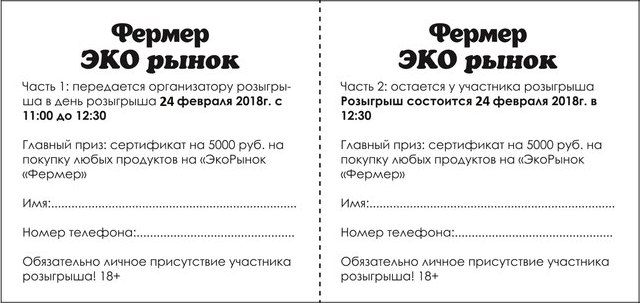 Фермер
ЭКО рынок
Часть 1: передается организатору розыгры-
ша в день розыгрыша 24 февраля 2018г. с
11:00 до 12:30
Главный приз: сертификат на 5000 руб. на
покупку любых продуктов на «ЭкоРынок
«Фермер»
Имя:.................................................................
Номер телефона:..........................................
Обязательно личное присутствие участника
розыгрыша! 18+
Фермер
ЭКО рынок
Часть 2: остается у участника розыгрыша
Розыгрыш состоится 24 февраля 2018г. в
12:30
Главный приз: сертификат на 5000 руб. на
покупку любых продуктов на «ЭкоРынок
«Фермер»
Имя:.................................................................
Номер телефона:..........................................
Обязательно личное присутствие участника
розыгрыша! 18+